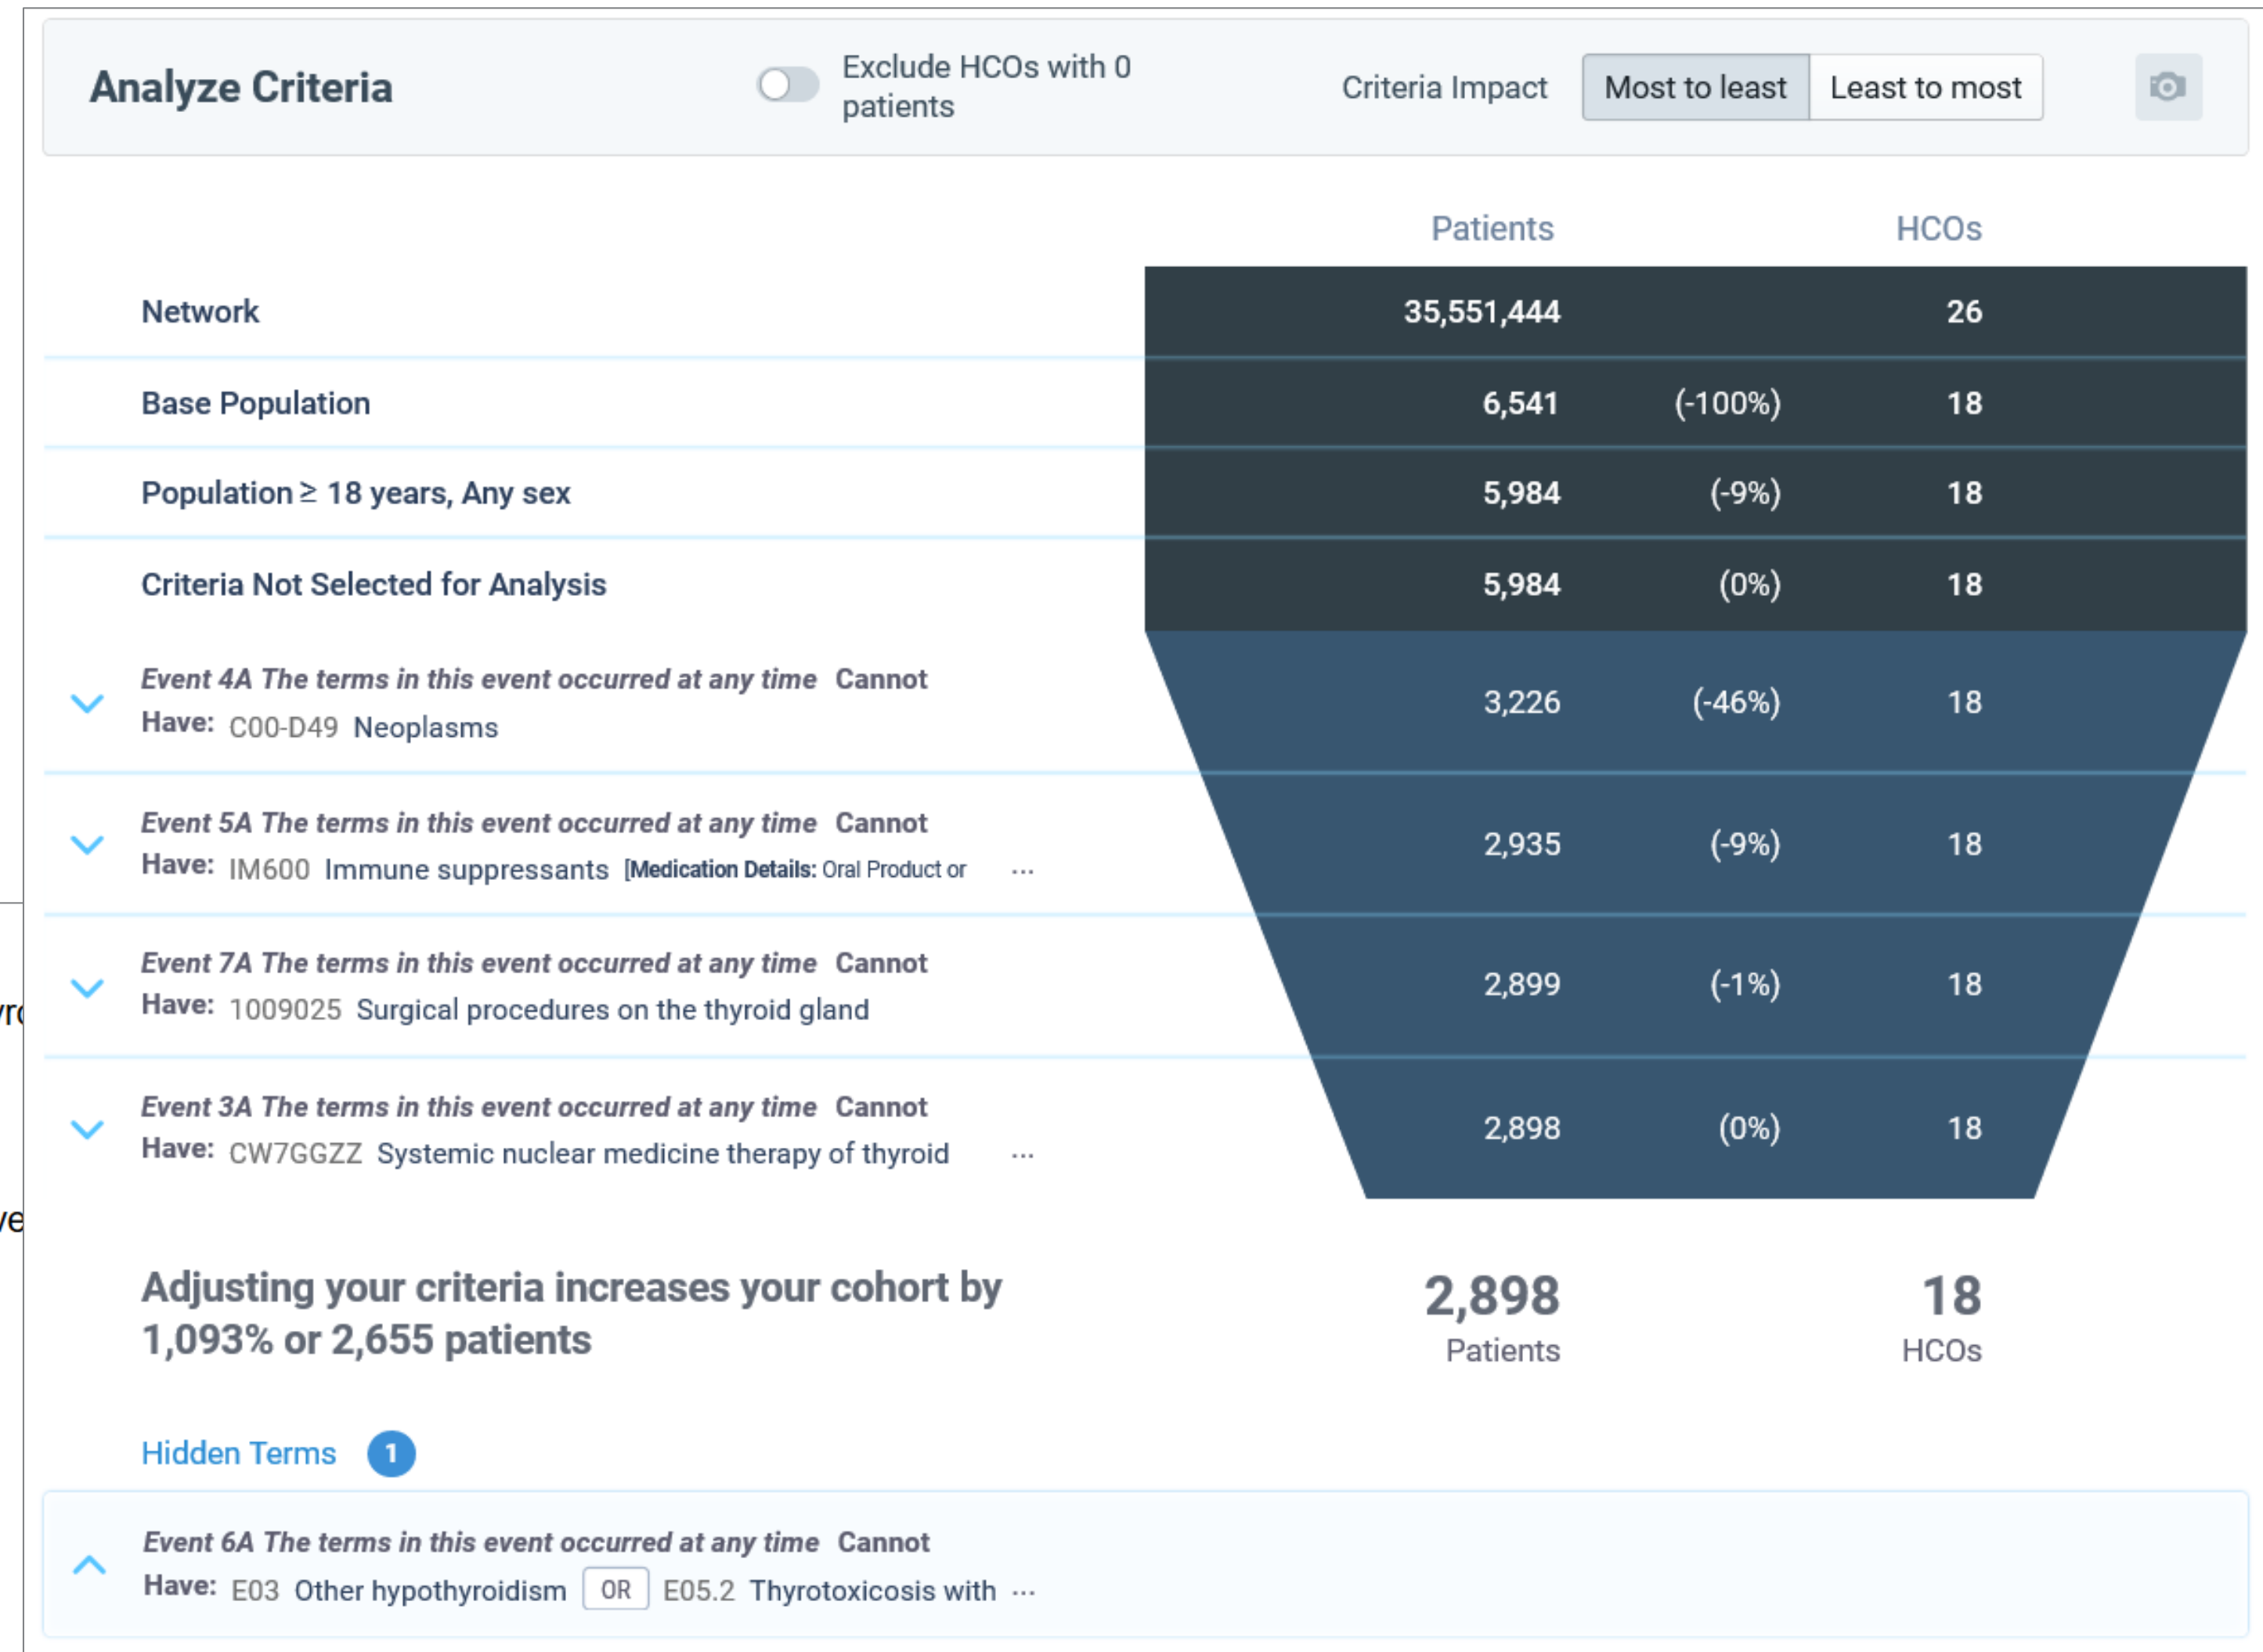 Analyze Criteria
Exclude HCOs with 0
patients
Criteria Impact
Most to least
Least to most
Patients
HCOs
Network 35,551,444 26
Base Population 6,541 (-100%) 18
Population ≥ 18 years, Any sex 5,984 (-9%) 18
Criteria Not Selected for Analysis 5,984 (0%) 18
Event 4A The terms in this event occurred at any time Cannot
Have: C00-D49 Neoplasms
3,226 (-46%) 18
Event 5A The terms in this event occurred at any time Cannot
Have: IM600 Immune suppressants [Medication Details: Oral Product or ...
2,935 (-9%) 18
Event 7A The terms in this event occurred at any time Cannot
Have: 1009025 Surgical procedures on the thyroid gland
2,899 (-1%) 18
Event 3A The terms in this event occurred at any time Cannot
Have: CW7GGZZ Systemic nuclear medicine therapy of thyroid ...
2,898 (0%) 18
Adjusting your criteria increases your cohort by
1,093% or 2,655 patients
2,898 18
Patients HCOs
Hidden Terms 1
Event 6A The terms in this event occurred at any time Cannot
Have: E03 Other hypothyroidism OR E05.2 Thyrotoxicosis with ...